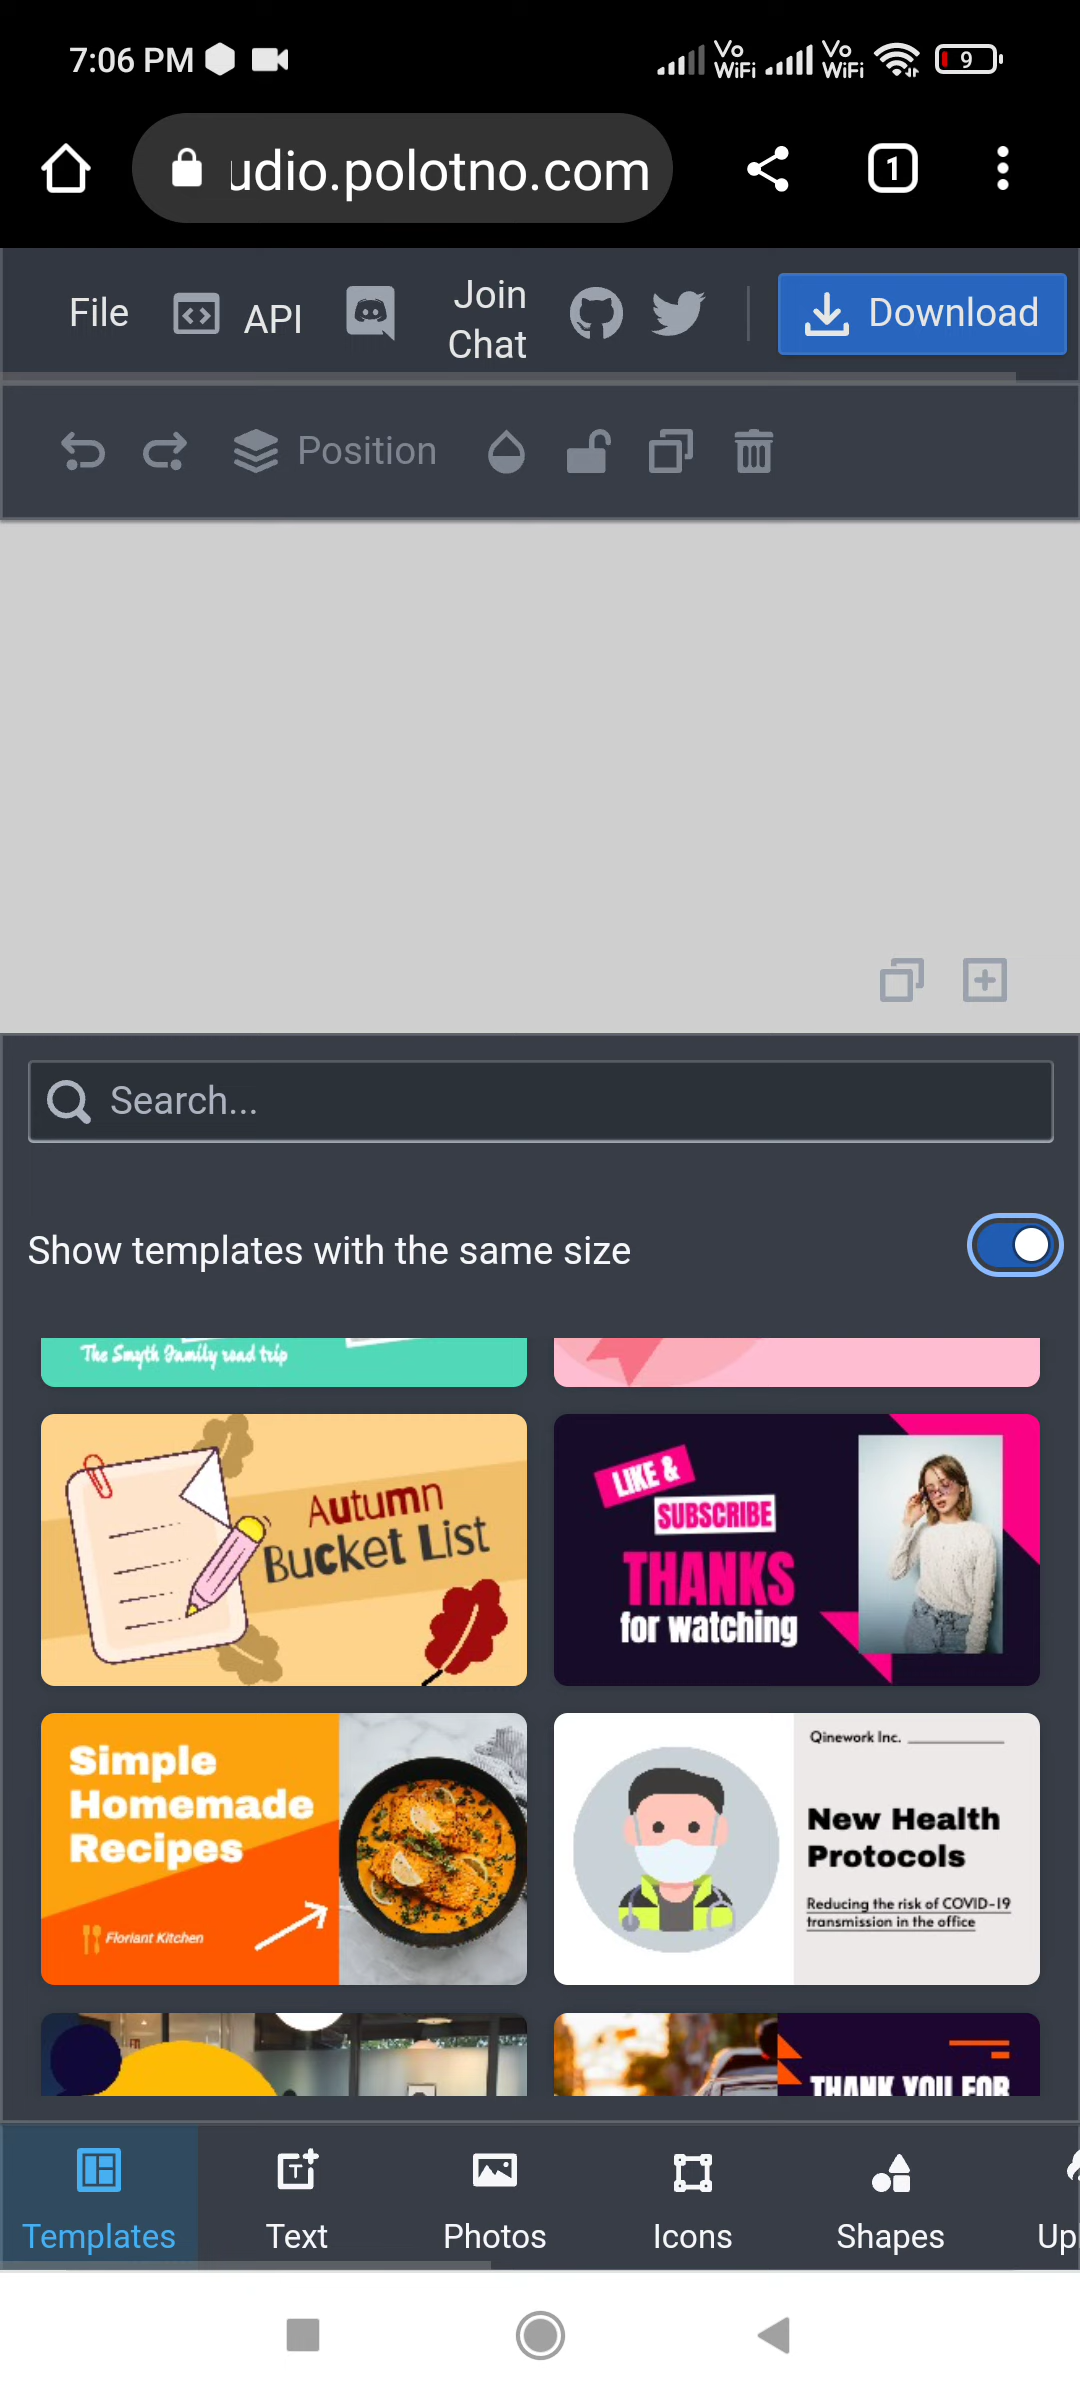 7:06 PM
Vo WiFi
Vo WiFi
9
udio.polotno.com
1
File
API
Join Chat
Download
Position
Search...
Show templates with the same size
The Smyth Family road trip
Autumn
Bucket List
LIKE &
SUBSCRIBE
THANKS
for watching
Simple
Homemade
Recipes
Floriant Kitchen
Qinework Inc.
New Health
Protocols
Reducing the risk of COVID-19
transmission in the office
THANK YOU FOR
Templates
Text
Photos
Icons
Shapes
Up